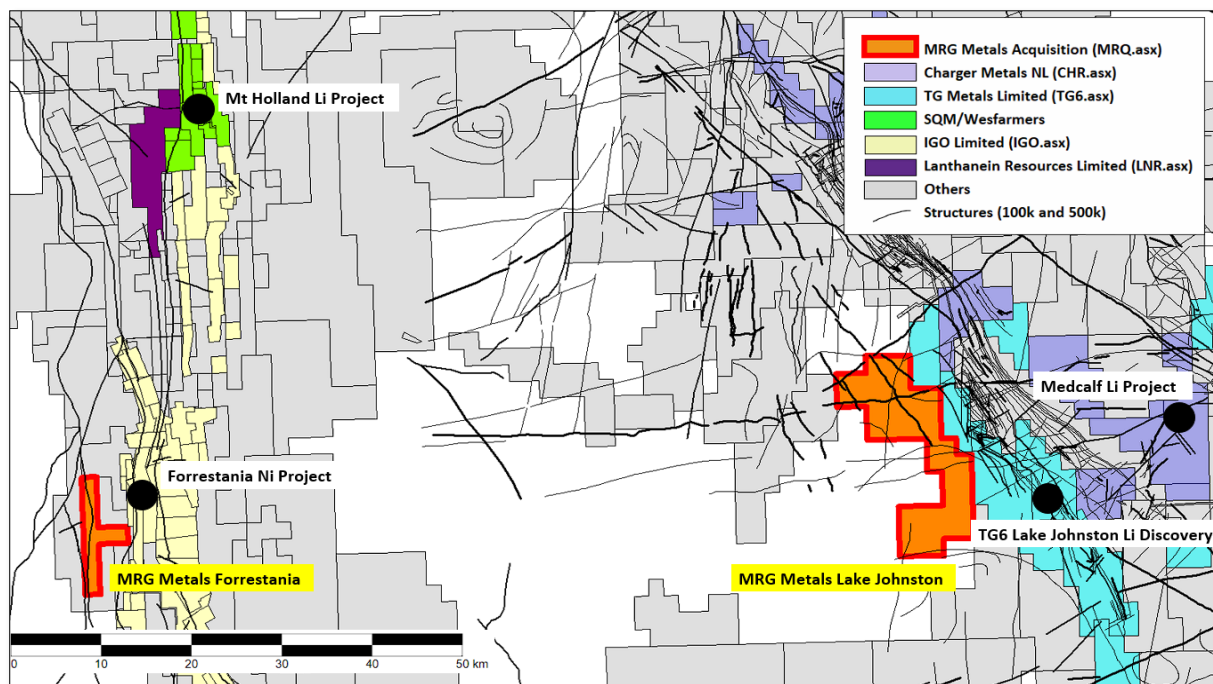 MRG Metals Acquisition (MRQ.asx)
Charger Metals NL (CHR.asx)
TG Metals Limited (TG6.asx)
SQM/Wesfarmers
IGO Limited (IGO.asx)
Lanthanein Resources Limited (LNR.asx)
Others
Structures (100k and 500k)
Mt Holland Li Project
Medcalf Li Project
Forrestania Ni Project
TG6 Lake Johnston Li Discovery
MRG Metals Forrestania
MRG Metals Lake Johnston
0 10 20 30 40 50 km